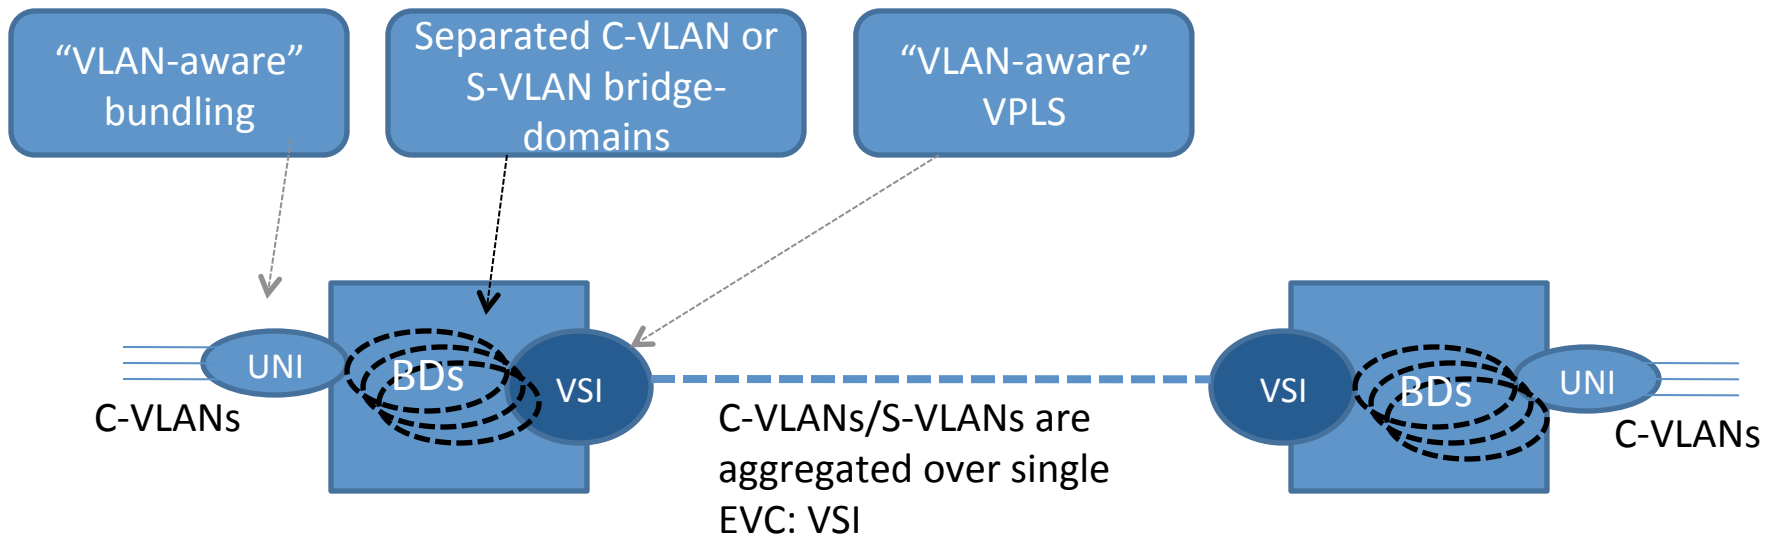 “VLAN-aware”
bundling
Separated C-VLAN or
S-VLAN bridge-
domains
“VLAN-aware”
VPLS
UNI
BDs
VSI
C-VLANs
C-VLANs/S-VLANs are
aggregated over single
EVC: VSI
VSI
BDs
UNI
C-VLANs